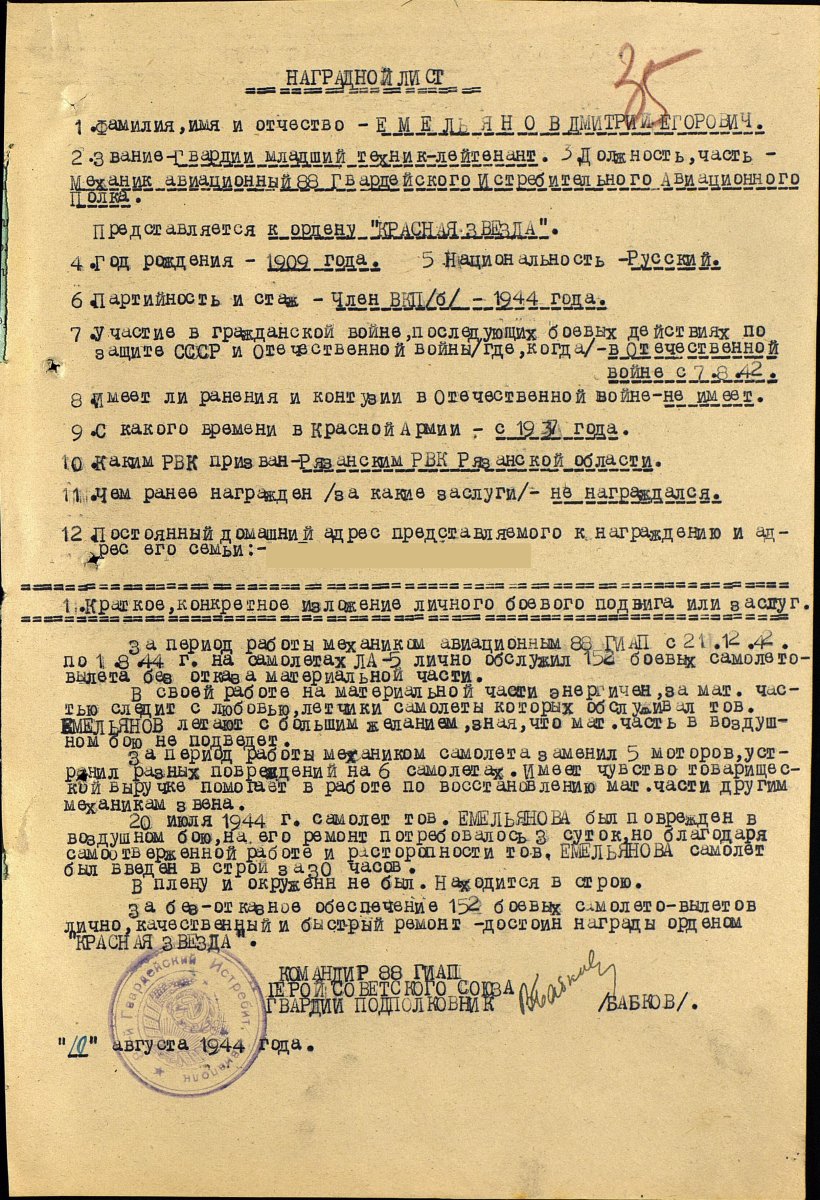 35
НАГРАДНОЙ ЛИСТ
1.Фамилия,имя и отчество - ЕМЕЛЬЯНОВ ДМИТРИЙ ЕГОРОВИЧ.
2.Звание-Гвардии младший техник-лейтенант. 3.Должность,часть -
Механик авиационный 88 Гвардейского Истребительного Авиационного
Полка.
Представляется к ордену "КРАСНАЯ ЗВЕЗДА".
4.Год рождения - 1909 года. 5 Национальность -Русский.
6.Партийность и стаж - Член ВКП/б/ - 1944 года.
7.Участие в гражданской войне,последующих боевых действиях по
защите СССР и Отечественной войны/где,когда/-в Отечественной
войне с 7.8.42.
8.Имеет ли ранения и контузии в Отечественной войне-не имеет.
9.С какого времени в Красной Армии - с 1937 года.
10.Каким РВК призван-Рязанским РВК Рязанской области.
11.Чем ранее награжден /за какие заслуги/- не награждался.
12.Постоянный домашний адрес представляемого к награждению и ад-
рес его семьи:-
1.Краткое,конкретное изложение личного боевого подвига или заслуг.
За период работы механиком авиационным 88 ГИАП с 21.12.42.
по 1.8.44 г. на самолетах ЛА-5 лично обслужил 152 боевых самолето-
вылета без отказа материальной части.
В своей работе на материальной части энергичен,за мат. час-
тью следит с любовью,летчики самолеты которых обслуживал тов.
ЕМЕЛЬЯНОВ летают с большим желанием,зная,что мат.часть в воздуш-
ном бою не подведет.
За период работы механиком самолета заменил 5 моторов,уст-
ранил разных повреждений на 6 самолетах.Имеет чувство товарищес-
кой выручке помогает в работе по восстановлению мат.части другим
механикам звена.
20 июля 1944 г. самолет тов. ЕМЕЛЬЯНОВА был поврежден в
воздушном бою,на его ремонт потребовалось 3 суток,но благодаря
самоотверженной работе и расторопности тов. ЕМЕЛЬЯНОВА самолет
был введен в строй за 30 часов.
В плену и окружении не был.Находится в строю.
За без-отказное обеспечение 152 боевых самолето-вылетов
лично,качественный и быстрый ремонт -достоин награды орденом
"КРАСНАЯ ЗВЕЗДА".
КОМАНДИР 88 ГИАП
ГЕРОЙ СОВЕТСКОГО СОЮЗА
ГВАРДИИ ПОДПОЛКОВНИК ВБабков /БАБКОВ/.
"10" августа 1944 года.
Гвардейский Истребит. Авиаполк